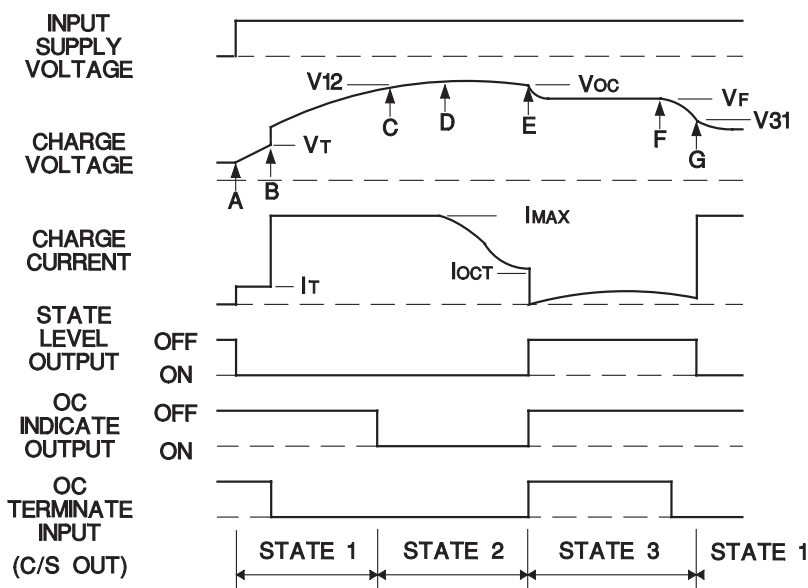 INPUT
SUPPLY
VOLTAGE
V12
VOC
VF
V31
C
D
E
F
G
CHARGE
VOLTAGE
VT
A
B
CHARGE
CURRENT
IMAX
IOCT
IT
STATE
LEVEL
OUTPUT
OFF
ON
OC
INDICATE
OUTPUT
OFF
ON
OC
TERMINATE
INPUT
(C/S OUT)
STATE 1
STATE 2
STATE 3
STATE 1